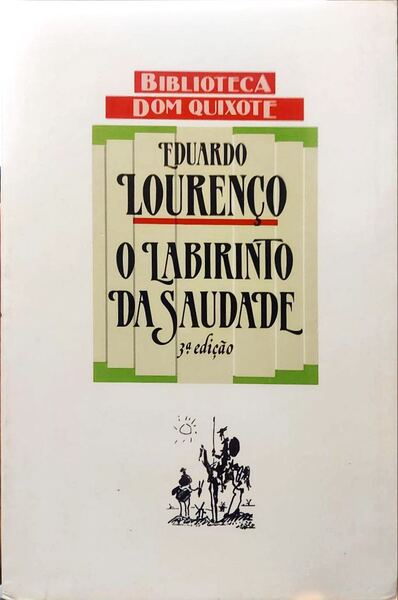 BIBLIOTECA
DOM QUIXOTE
EDUARDO
LOURENÇO
O LABIRINTO
DA SAUDADE
3ª edição